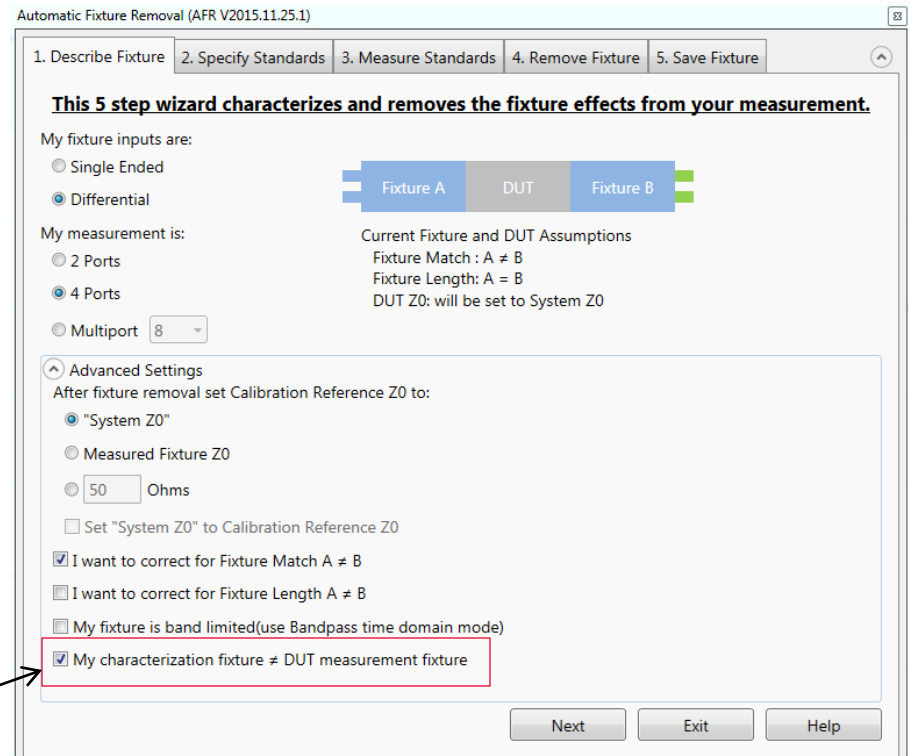 Automatic Fixture Removal (AFR V2015.11.25.1)
1. Describe Fixture
2. Specify Standards
3. Measure Standards
4. Remove Fixture
5. Save Fixture
This 5 step wizard characterizes and removes the fixture effects from your measurement.
My fixture inputs are:
Single Ended
Differential
Fixture A
DUT
Fixture B
My measurement is:
2 Ports
4 Ports
Multiport 8
Current Fixture and DUT Assumptions
Fixture Match : A ≠ B
Fixture Length: A = B
DUT Z0: will be set to System Z0
Advanced Settings
After fixture removal set Calibration Reference Z0 to:
"System Z0"
Measured Fixture Z0
50 Ohms
Set "System Z0" to Calibration Reference Z0
I want to correct for Fixture Match A ≠ B
I want to correct for Fixture Length A ≠ B
My fixture is band limited(use Bandpass time domain mode)
My characterization fixture ≠ DUT measurement fixture
Next
Exit
Help